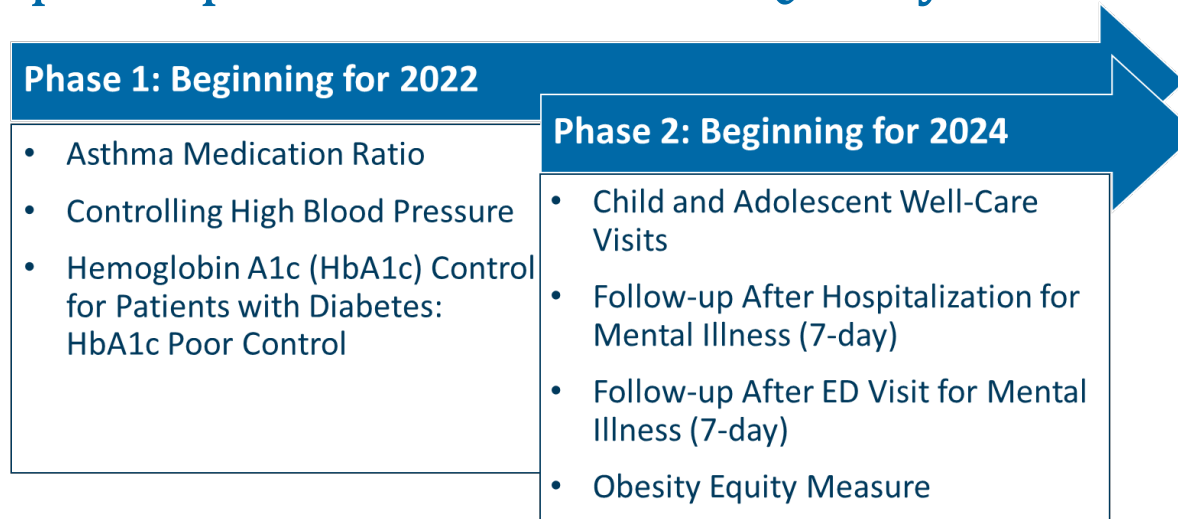 Phase 1: Beginning for 2022
• Asthma Medication Ratio
• Controlling High Blood Pressure
• Hemoglobin A1c (HbA1c) Control
for Patients with Diabetes:
HbA1c Poor Control
Phase 2: Beginning for 2024
• Child and Adolescent Well-Care
Visits
• Follow-up After Hospitalization for
Mental Illness (7-day)
• Follow-up After ED Visit for Mental
Illness (7-day)
• Obesity Equity Measure